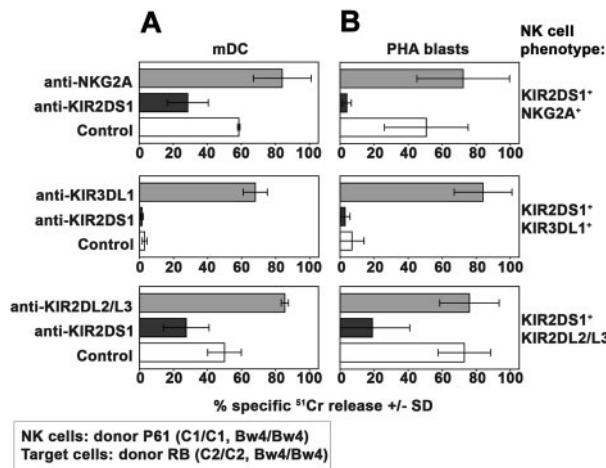 A
B
NK cell
phenotype:
mDC
PHA blasts
anti-NKG2A
anti-KIR2DS1
Control
0 20 40 60 80 100
0 20 40 60 80 100
KIR2DS1+
NKG2A+
anti-KIR3DL1
anti-KIR2DS1
Control
0 20 40 60 80 100
0 20 40 60 80 100
KIR2DS1+
KIR3DL1+
anti-KIR2DL2/L3
anti-KIR2DS1
Control
0 20 40 60 80 100
0 20 40 60 80 100
KIR2DS1+
KIR2DL2/L3
% specific ⁵¹Cr release +/- SD
NK cells: donor P61 (C1/C1, Bw4/Bw4)
Target cells: donor RB (C2/C2, Bw4/Bw4)